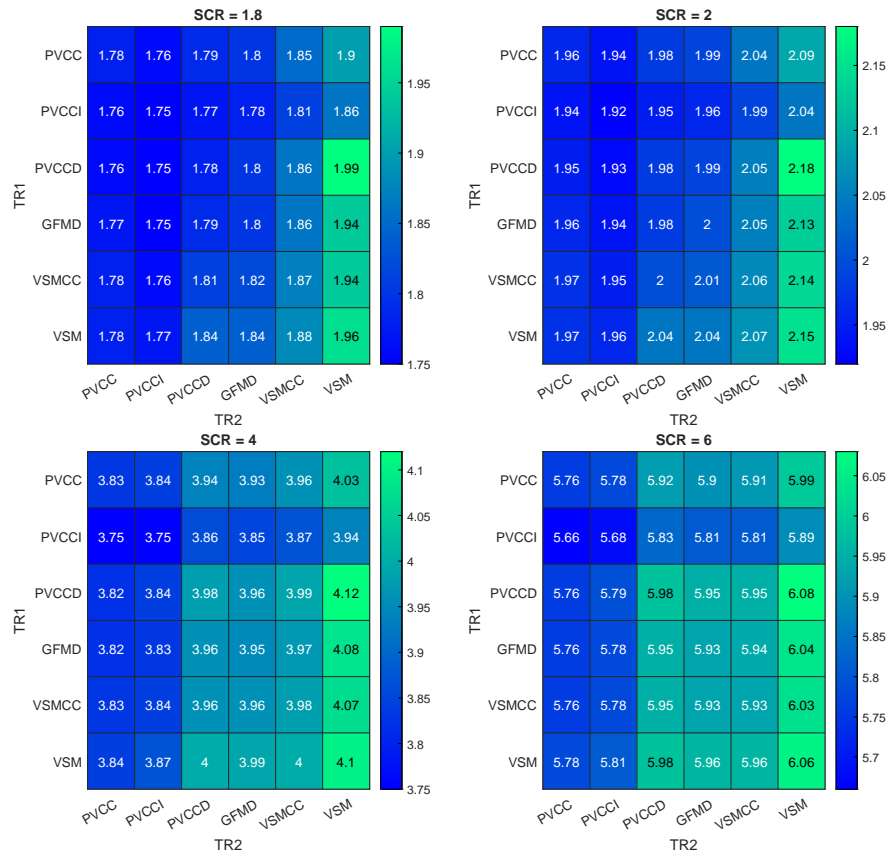 SCR = 1.8
PVCC 1.78 1.76 1.79 1.8 1.85 1.9
PVCCI 1.76 1.75 1.77 1.78 1.81 1.86
PVCCD 1.76 1.75 1.78 1.8 1.86 1.99
GFMD 1.77 1.75 1.79 1.8 1.86 1.94
VSMCC 1.78 1.76 1.81 1.82 1.87 1.94
VSM 1.78 1.77 1.84 1.84 1.88 1.96
TR1
PVCC PVCCI PVCCD GFMD VSMCC VSM
TR2
1.95
1.9
1.85
1.8
1.75
SCR = 2
PVCC 1.96 1.94 1.98 1.99 2.04 2.09
PVCCI 1.94 1.92 1.95 1.96 1.99 2.04
PVCCD 1.95 1.93 1.98 1.99 2.05 2.18
GFMD 1.96 1.94 1.98 2 2.05 2.13
VSMCC 1.97 1.95 2 2.01 2.06 2.14
VSM 1.97 1.96 2.04 2.04 2.07 2.15
TR1
PVCC PVCCI PVCCD GFMD VSMCC VSM
TR2
2.15
2.1
2.05
2
1.95
SCR = 4
PVCC 3.83 3.84 3.94 3.93 3.96 4.03
PVCCI 3.75 3.75 3.86 3.85 3.87 3.94
PVCCD 3.82 3.84 3.98 3.96 3.99 4.12
GFMD 3.82 3.83 3.96 3.95 3.97 4.08
VSMCC 3.83 3.84 3.96 3.96 3.98 4.07
VSM 3.84 3.87 4 3.99 4 4.1
TR1
PVCC PVCCI PVCCD GFMD VSMCC VSM
TR2
4.1
4.05
4
3.95
3.9
3.85
3.8
3.75
SCR = 6
PVCC 5.76 5.78 5.92 5.9 5.91 5.99
PVCCI 5.66 5.68 5.83 5.81 5.81 5.89
PVCCD 5.76 5.79 5.98 5.95 5.95 6.08
GFMD 5.76 5.78 5.95 5.93 5.94 6.04
VSMCC 5.76 5.78 5.95 5.93 5.93 6.03
VSM 5.78 5.81 5.98 5.96 5.96 6.06
TR1
PVCC PVCCI PVCCD GFMD VSMCC VSM
TR2
6.05
6
5.95
5.9
5.85
5.8
5.75
5.7